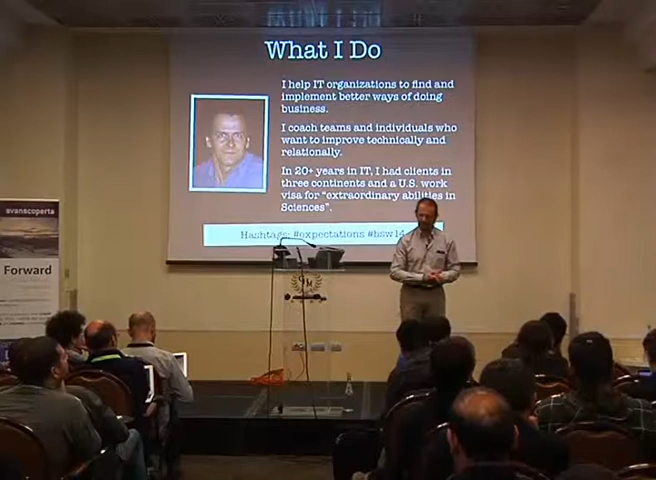 What I Do
I help IT organizations to find and
implement better ways of doing
business.
I coach teams and individuals who
want to improve technically and
relationally.
In 20+ years in IT, I had clients in
three continents and a U.S. work
visa for "extraordinary abilities in
Sciences".
Hashtags: #expectations #bsw14
avanscoperta
Forward